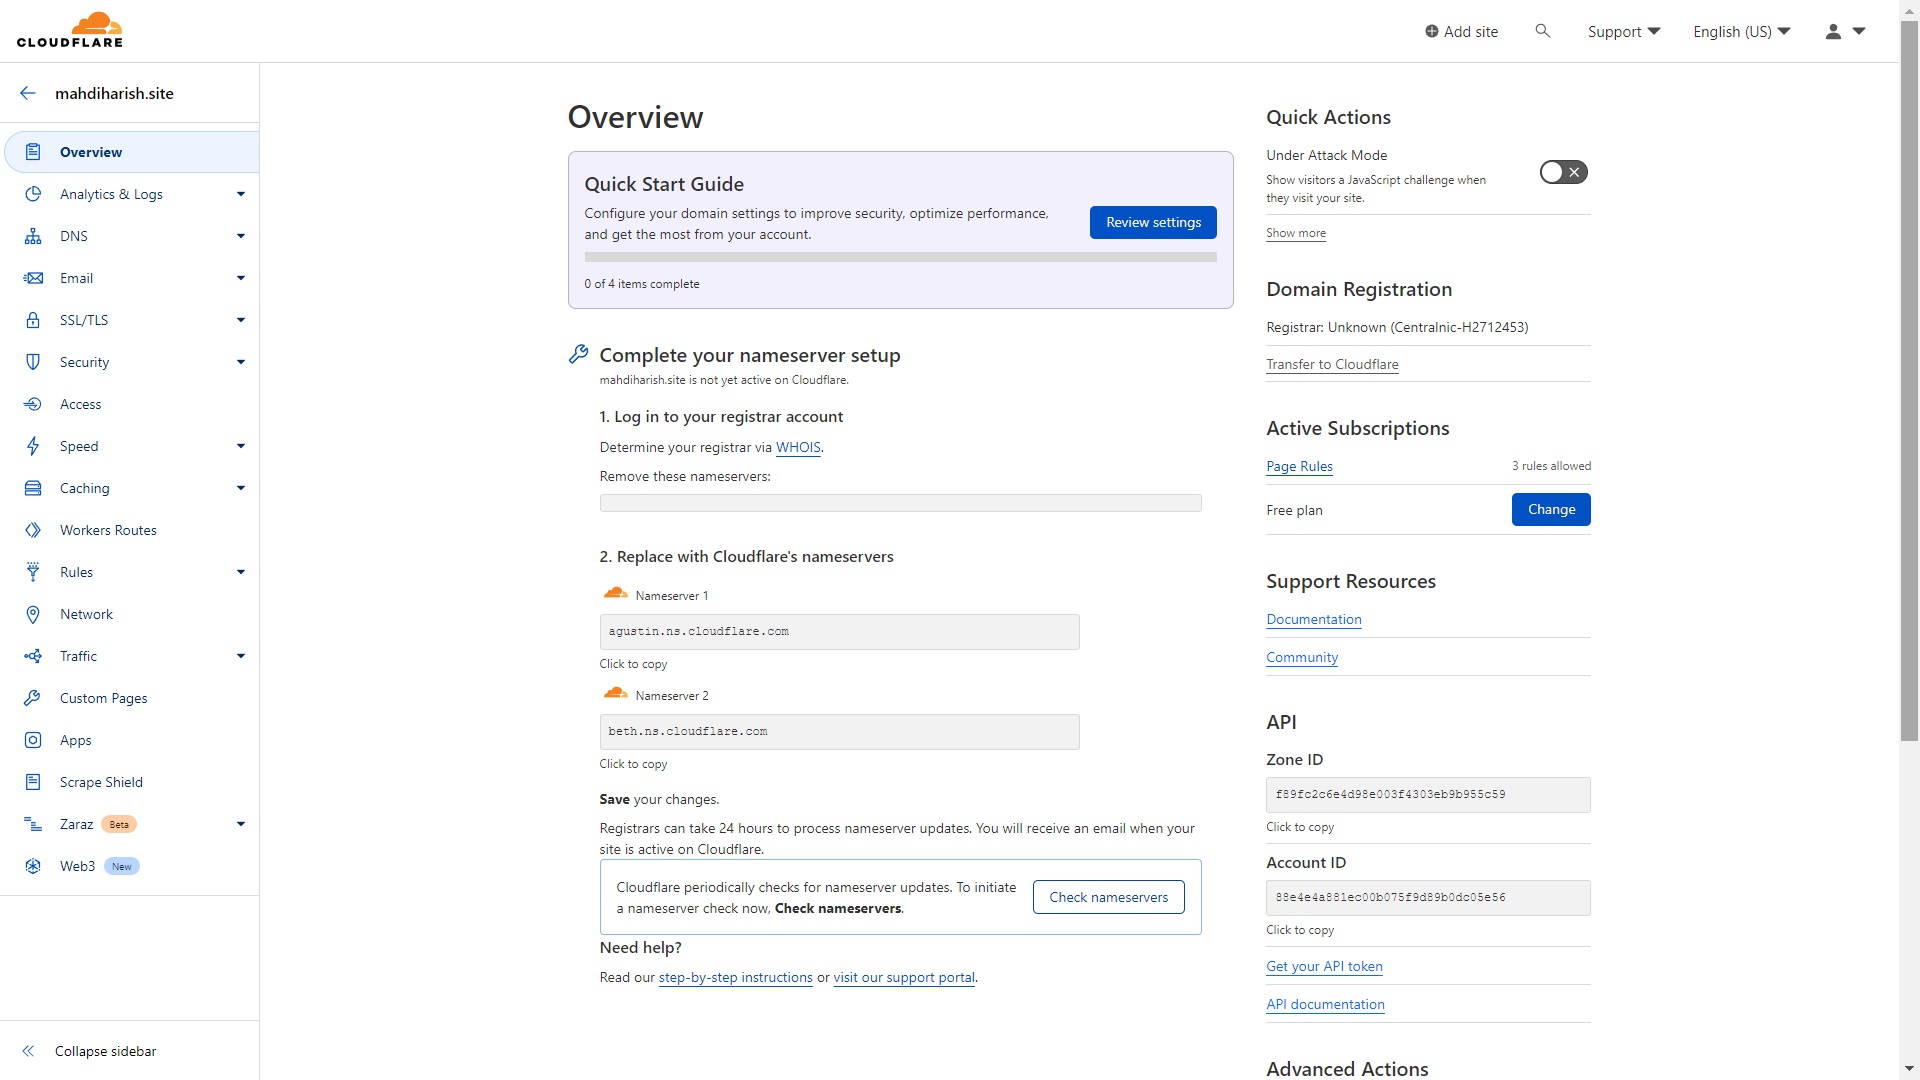 CLOUDFLARE
Add site
Support
English (US)
mahdiharish.site
Overview
Analytics & Logs
DNS
Email
SSL/TLS
Security
Access
Speed
Caching
Workers Routes
Rules
Network
Traffic
Custom Pages
Apps
Scrape Shield
Zaraz Beta
Web3 New
Collapse sidebar
Overview
Quick Start Guide
Configure your domain settings to improve security, optimize performance,
and get the most from your account.
Review settings
0 of 4 items complete
Complete your nameserver setup
mahdiharish.site is not yet active on Cloudflare.
1. Log in to your registrar account
Determine your registrar via WHOIS.
Remove these nameservers:
2. Replace with Cloudflare's nameservers
Nameserver 1
agustin.ns.cloudflare.com
Click to copy
Nameserver 2
beth.ns.cloudflare.com
Click to copy
Save your changes.
Registrars can take 24 hours to process nameserver updates. You will receive an email when your
site is active on Cloudflare.
Cloudflare periodically checks for nameserver updates. To initiate
a nameserver check now, Check nameservers.
Check nameservers
Need help?
Read our step-by-step instructions or visit our support portal.
Quick Actions
Under Attack Mode
Show visitors a JavaScript challenge when
they visit your site.
Show more
Domain Registration
Registrar: Unknown (Centralnic-H2712453)
Transfer to Cloudflare
Active Subscriptions
Page Rules
3 rules allowed
Free plan
Change
Support Resources
Documentation
Community
API
Zone ID
f89fc2c6e4d98e003f4303eb9b955c59
Click to copy
Account ID
88e4e4a881ec00b075f9d89b0dc05e56
Click to copy
Get your API token
API documentation
Advanced Actions